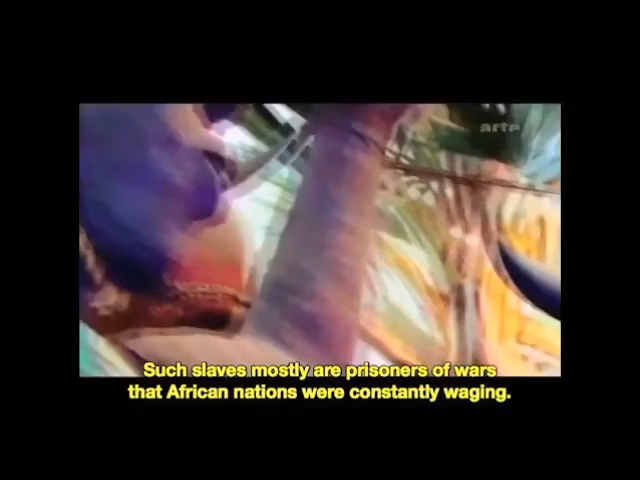 arte
Such slaves mostly are prisoners of wars
that African nations were constantly waging.